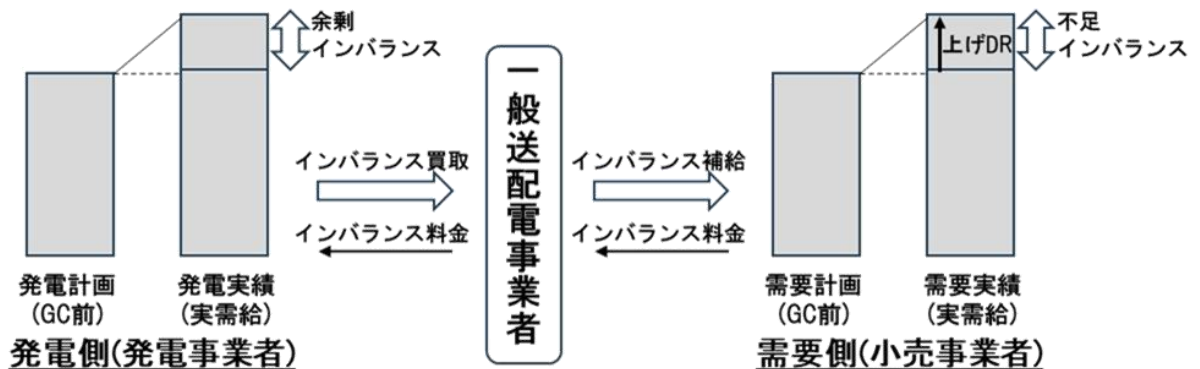 余剰
インバランス
発電計画
(GC前)
発電実績
(実需給)
発電側(発電事業者)
インバランス買取
インバランス料金
一般送配電事業者
インバランス補給
インバランス料金
上げDR
不足
インバランス
需要計画
(GC前)
需要実績
(実需給)
需要側(小売事業者)